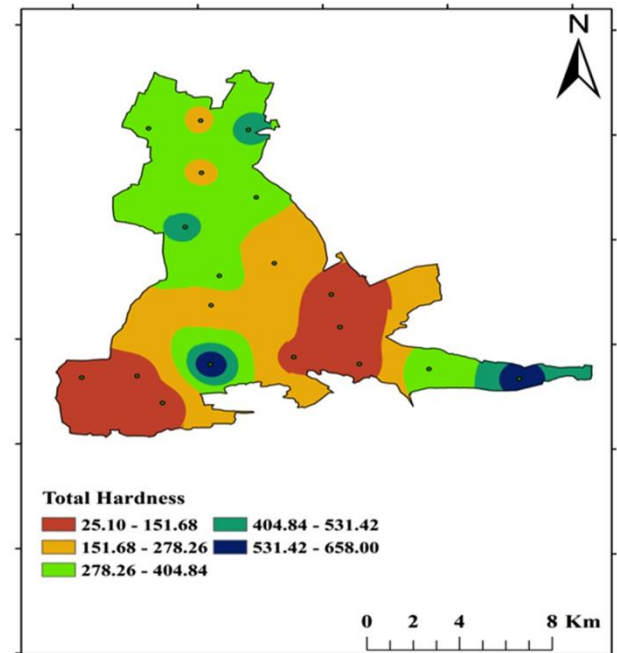 N
Total Hardness
25.10 - 151.68
404.84 - 531.42
151.68 - 278.26
531.42 - 658.00
278.26 - 404.84
0 2 4 8 Km